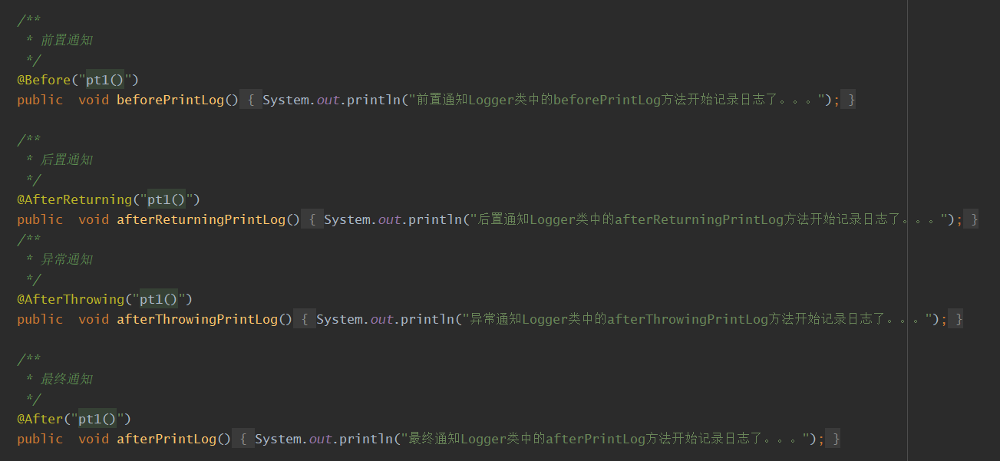 /**
 * 前置通知
 */
@Before("pt1()")
public  void beforePrintLog() { System.out.println("前置通知Logger类中的beforePrintLog方法开始记录日志了。。。"); }
/**
 * 后置通知
 */
@AfterReturning("pt1()")
public  void afterReturningPrintLog() { System.out.println("后置通知Logger类中的afterReturningPrintLog方法开始记录日志了。。。"); }
/**
 * 异常通知
 */
@AfterThrowing("pt1()")
public  void afterThrowingPrintLog() { System.out.println("异常通知Logger类中的afterThrowingPrintLog方法开始记录日志了。。。"); }
/**
 * 最终通知
 */
@After("pt1()")
public  void afterPrintLog() { System.out.println("最终通知Logger类中的afterPrintLog方法开始记录日志了。。。"); }